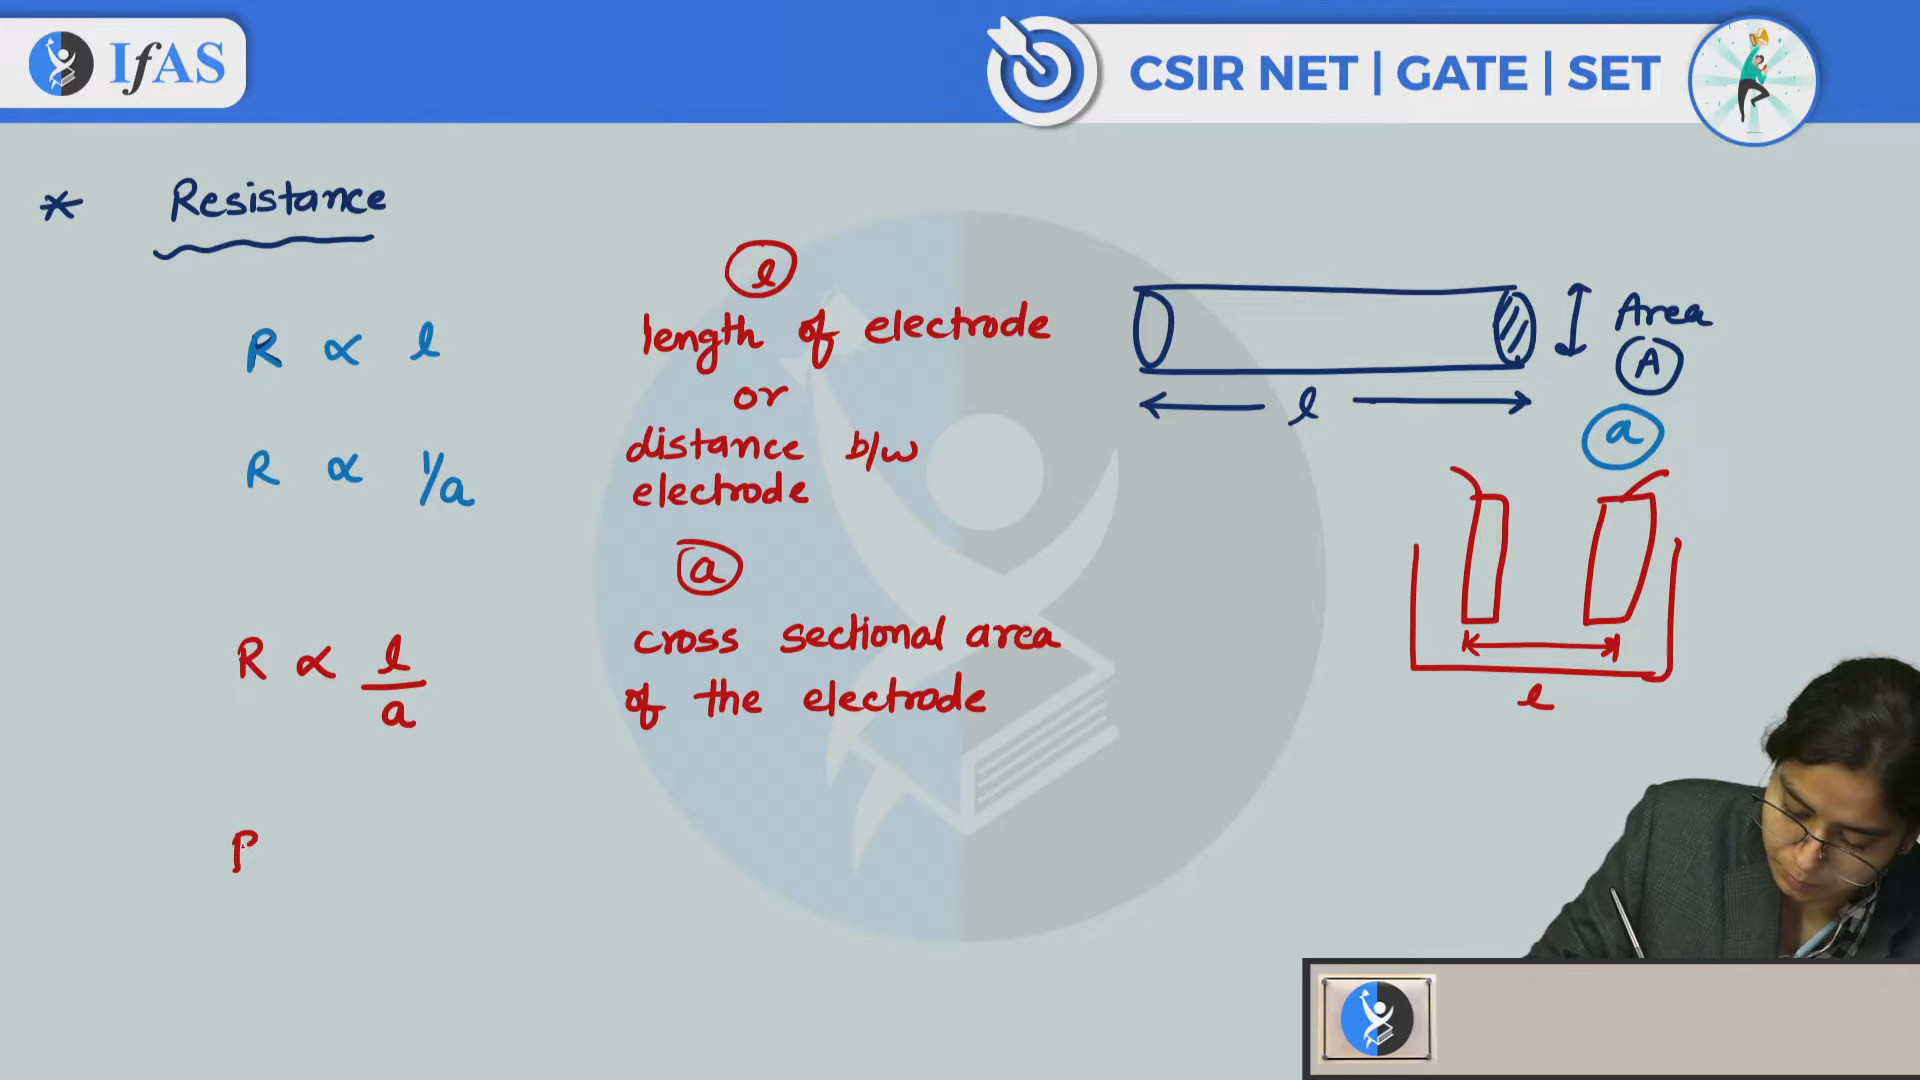 IfAS
CSIR NET | GATE | SET
* Resistance
R ∝ l
R ∝ 1/a
R ∝ l/a
l
length of electrode
or
distance b/w
electrode
a
cross sectional area
of the electrode
Area
A
a
l
l